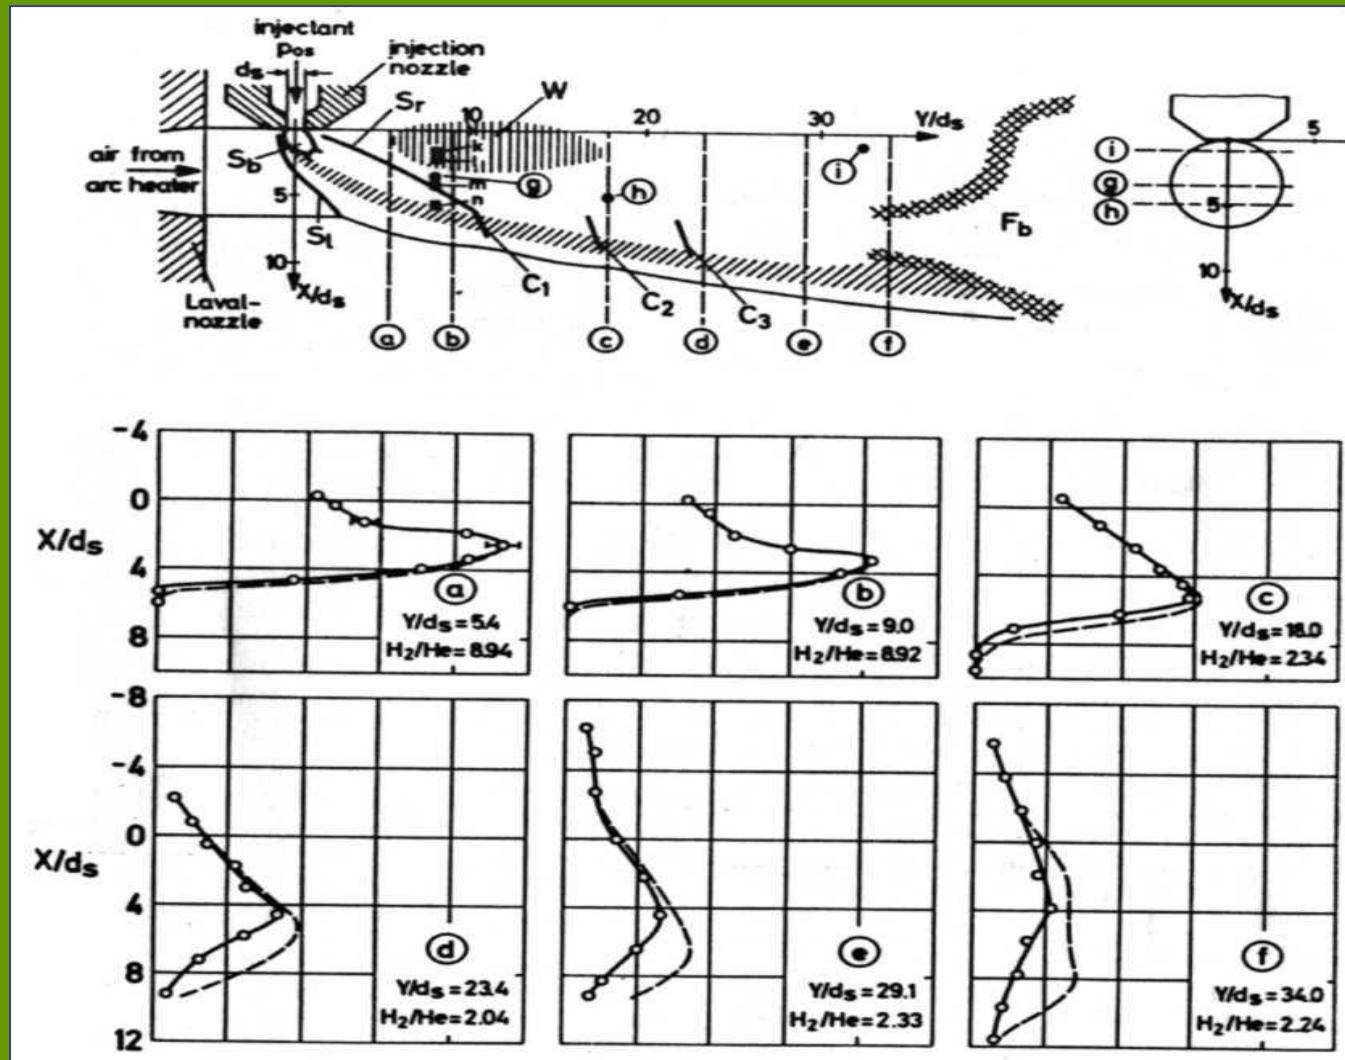 injectant
Pos
injection
nozzle
ds
Sr
W
10
20
30
Y/ds
5
air from
arc heater
Sb
k
l
m
n
g
h
i
i
g
h
5
5
Sl
Fb
10
X/ds
C1
C2
C3
10
X/ds
Laval-
nozzle
a
b
c
d
e
f
-4
0
X/ds
4
8
a
Y/ds = 5.4
H2/He = 8.94
b
Y/ds = 9.0
H2/He = 8.92
c
Y/ds = 18.0
H2/He = 2.34
-8
-4
0
X/ds
4
8
12
d
Y/ds = 23.4
H2/He = 2.04
e
Y/ds = 29.1
H2/He = 2.33
f
Y/ds = 34.0
H2/He = 2.24